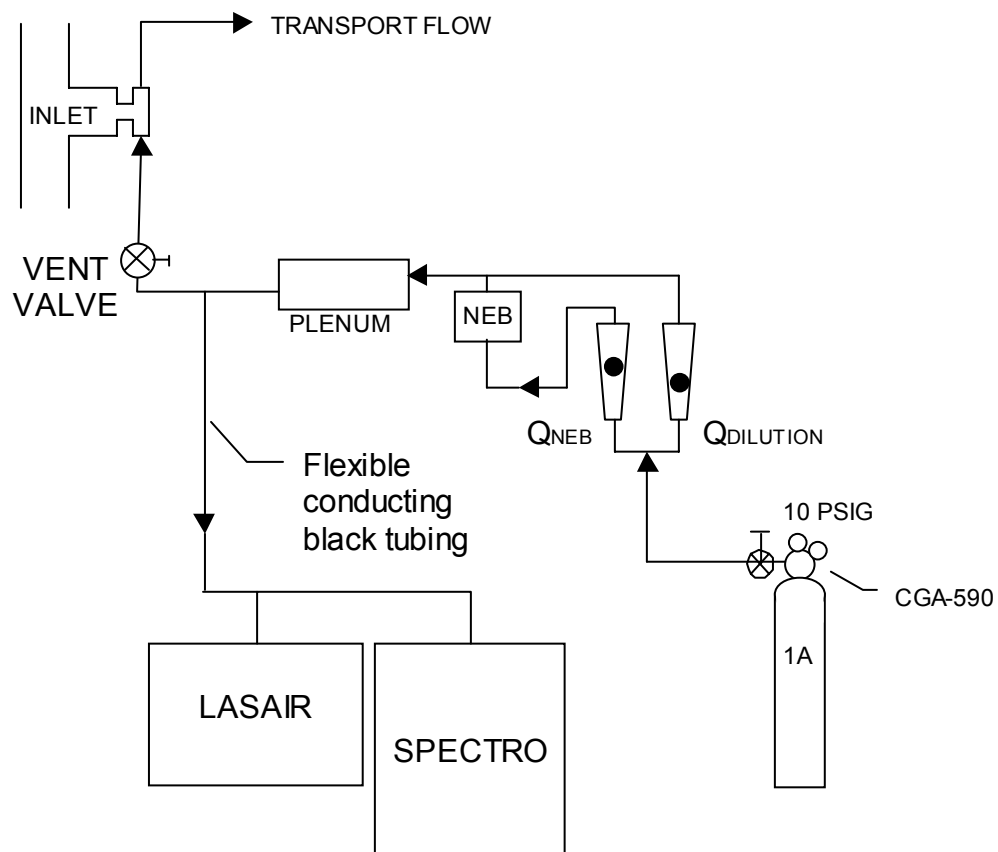 TRANSPORT FLOW
INLET
VENT
VALVE
PLENUM
NEB
QNEB
QDILUTION
Flexible
conducting
black tubing
10 PSIG
CGA-590
1A
LASAIR
SPECTRO